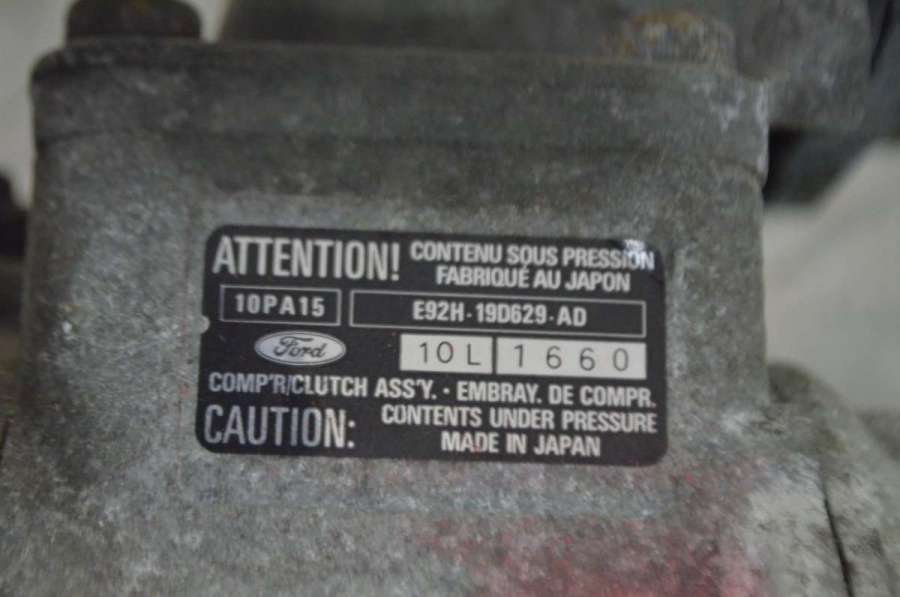 ATTENTION! CONTENU SOUS PRESSION
FABRIQUÉ AU JAPON
10PA15 E92H-19D629-AD
Ford 10L 1660
COMP'R/CLUTCH ASS'Y. · EMBRAY. DE COMPR.
CAUTION: CONTENTS UNDER PRESSURE
MADE IN JAPAN